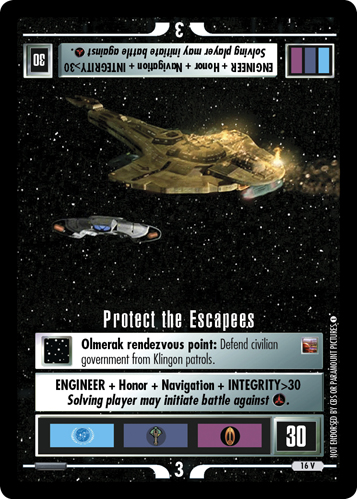 3
ENGINEER + Honor + Navigation + INTEGRITY>30
Solving player may initiate battle against .
30
Protect the Escapees
Olmerak rendezvous point: Defend civilian
government from Klingon patrols.
ENGINEER + Honor + Navigation + INTEGRITY>30
Solving player may initiate battle against .
30
3
16 V
NOT ENDORSED BY CBS OR PARAMOUNT PICTURES